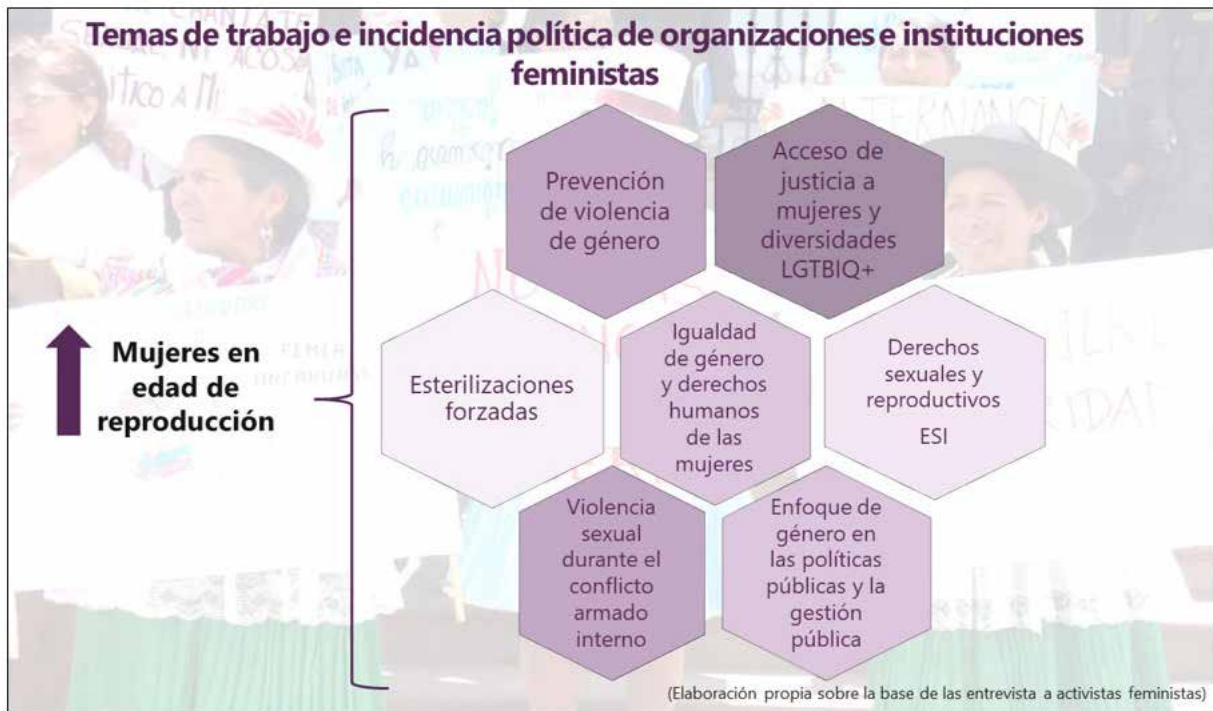 Temas de trabajo e incidencia política de organizaciones e instituciones
feministas
Mujeres en
edad de
reproducción
Prevención
de violencia
de género
Acceso de
justicia a
mujeres y
diversidades
LGTBIQ+
Esterilizaciones
forzadas
Igualdad
de género
y derechos
humanos
de las
mujeres
Derechos
sexuales y
reproductivos
ESI
Violencia
sexual
durante el
conflicto
armado
interno
Enfoque de
género en
las políticas
públicas y la
gestión
pública
(Elaboración propia sobre la base de las entrevista a activistas feministas)